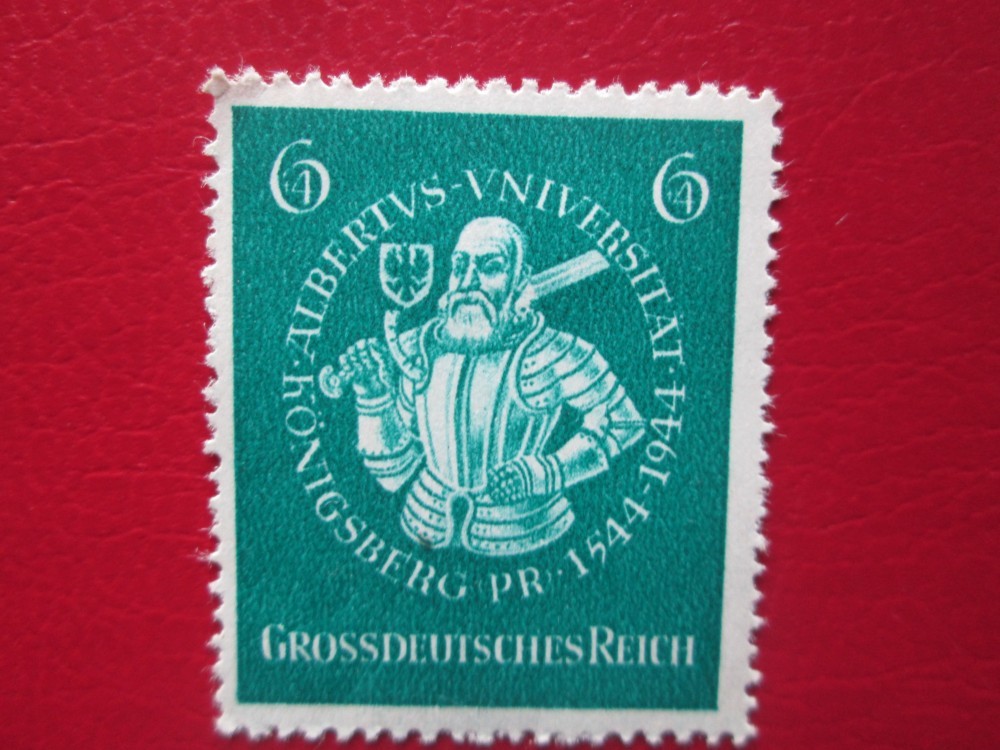 6+4
6+4
ALBERTVS-VNIVERSITÄT·1544-1944·KÖNIGSBERG (PR)·
GROSSDEUTSCHES REICH